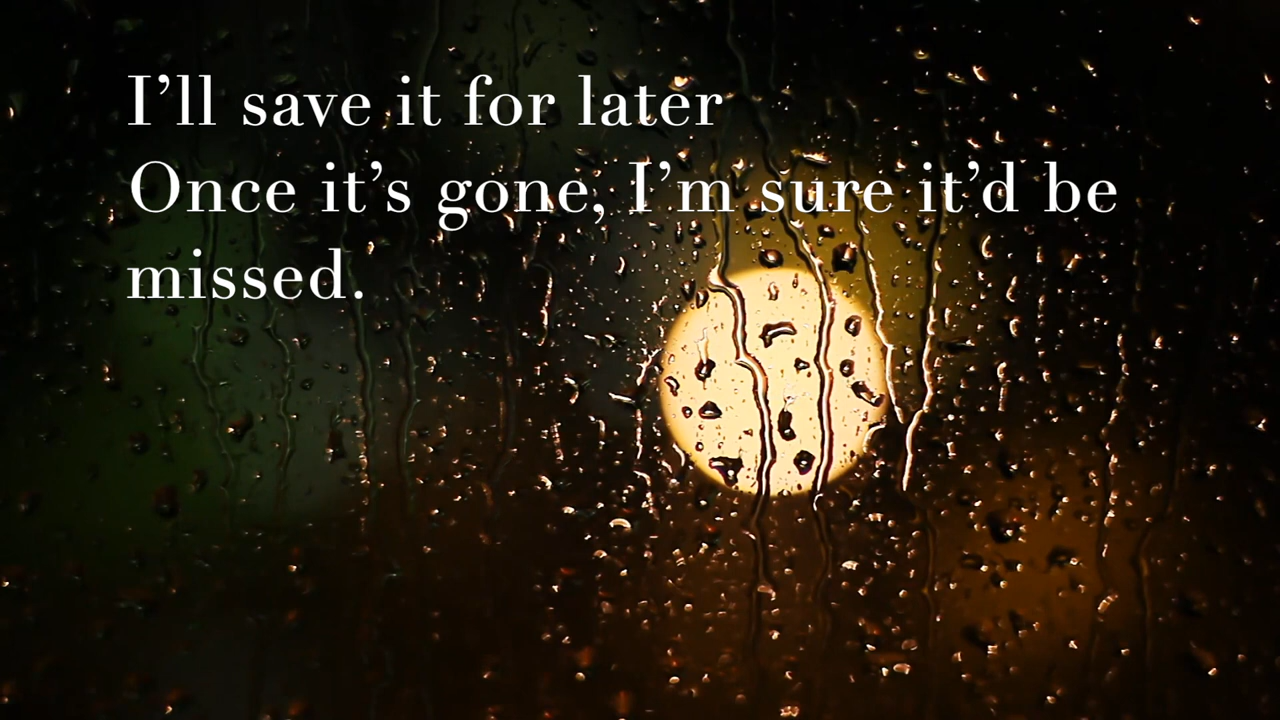 I’ll save it for later
Once it’s gone, I’m sure it’d be
missed.